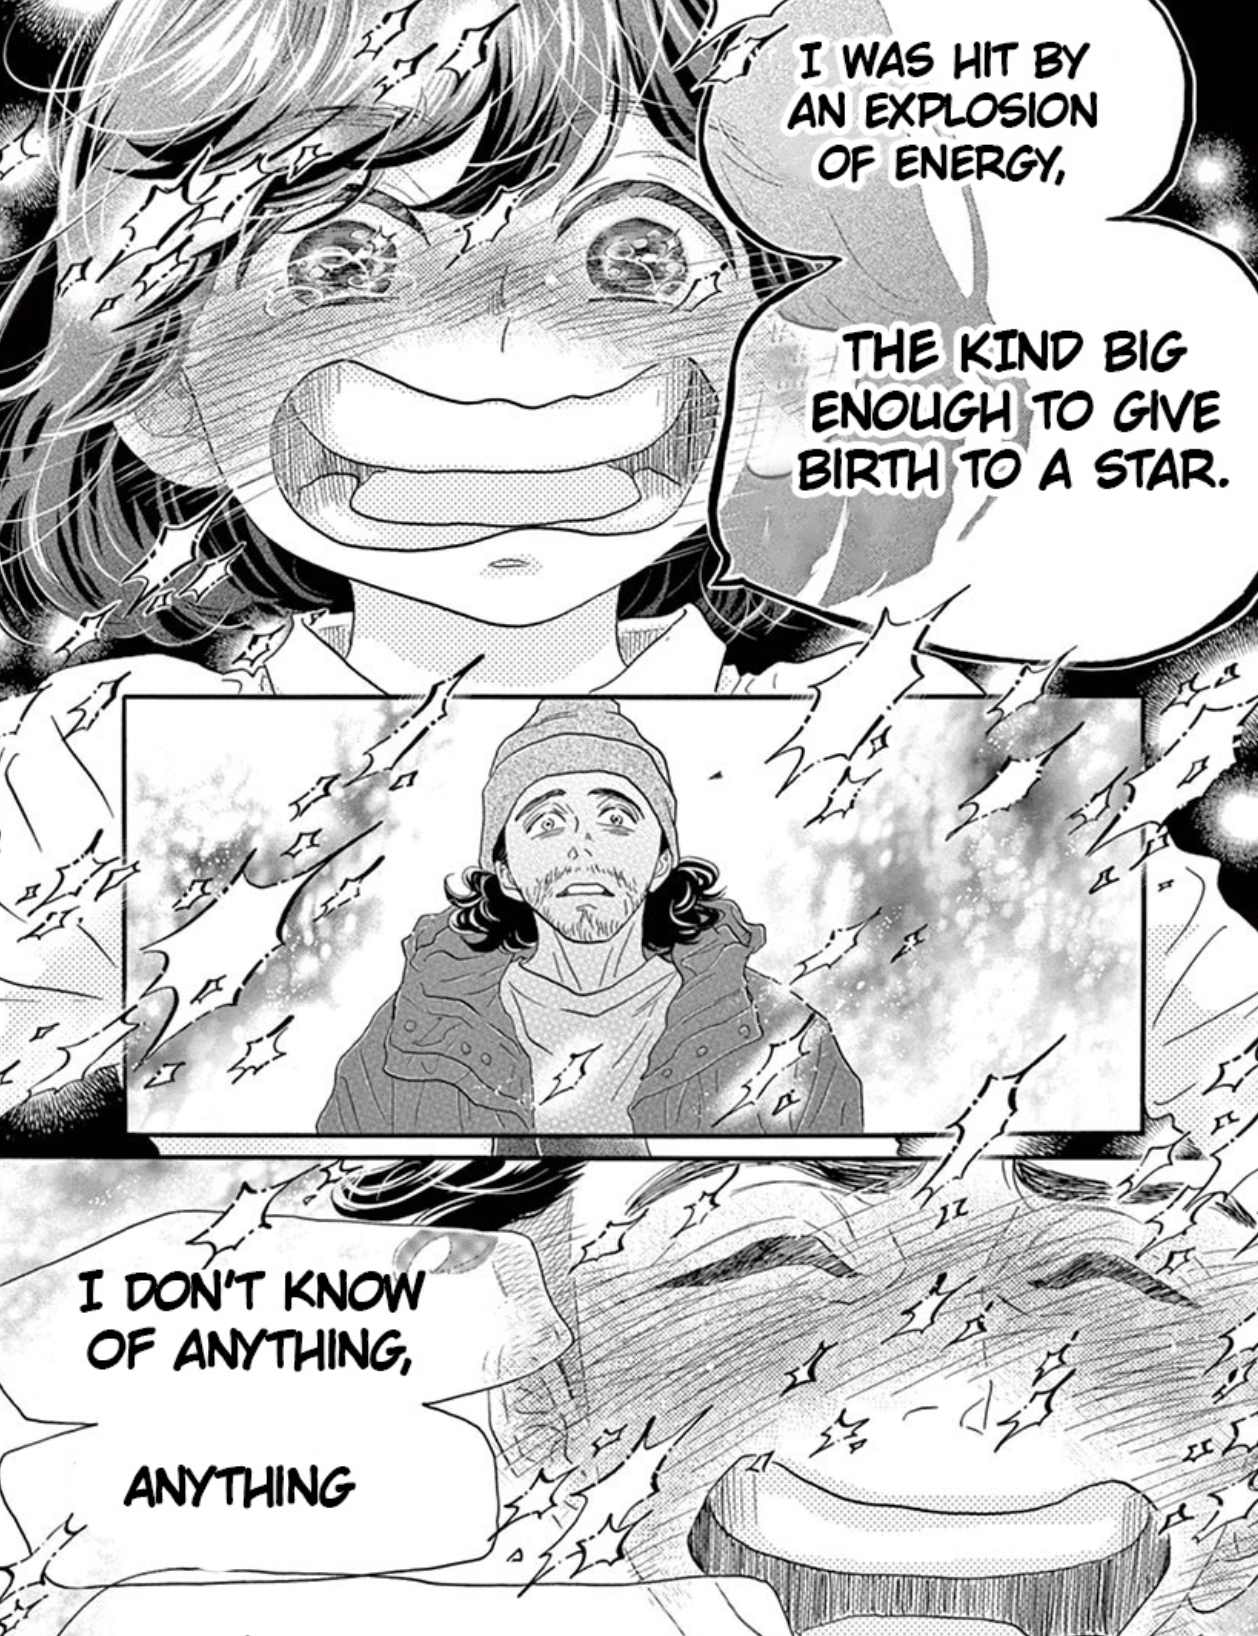 I WAS HIT BY
AN EXPLOSION
OF ENERGY,
THE KIND BIG
ENOUGH TO GIVE
BIRTH TO A STAR.
I DON'T KNOW
OF ANYTHING,
ANYTHING